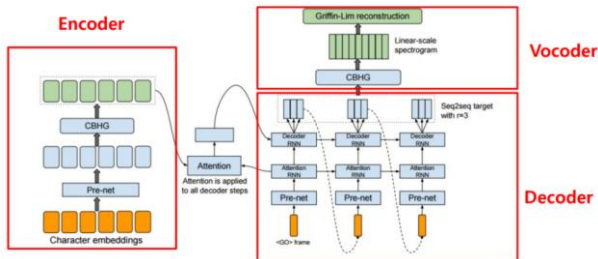 Encoder
CBHG
Pre-net
Character embeddings
Attention
Attention is applied
to all decoder steps
Griffin-Lim reconstruction
Linear-scale
spectrogram
CBHG
Vocoder
Seq2seq target
with r=3
Decoder
RNN
Decoder
RNN
Decoder
RNN
Attention
RNN
Attention
RNN
Attention
RNN
Pre-net
Pre-net
Pre-net
<GO> frame
Decoder